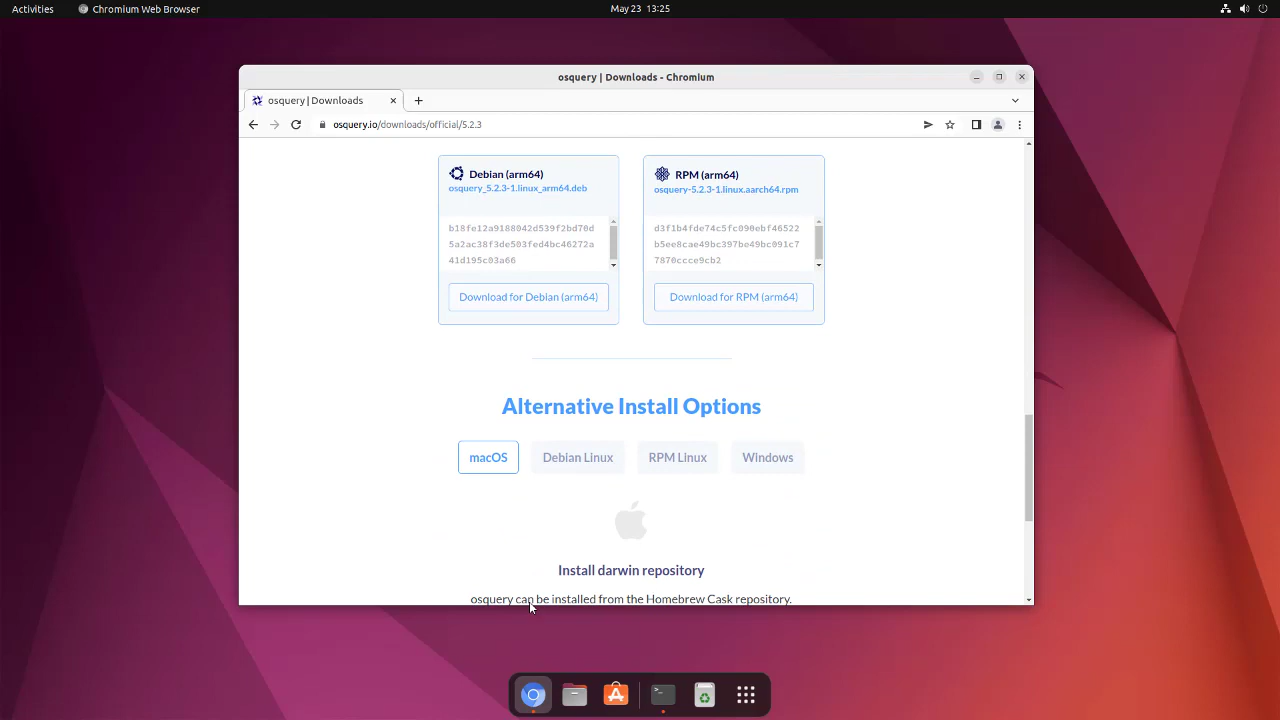 Activities
Chromium Web Browser
May 23 13:25
osquery | Downloads - Chromium
osquery | Downloads
osquery.io/downloads/official/5.2.3
Debian (arm64)
osquery_5.2.3-1.linux_arm64.deb
b18fe12a9188042d539f2bd70d
5a2ac38f3de503fed4bc46272a
41d195c03a66
Download for Debian (arm64)
RPM (arm64)
osquery-5.2.3-1.linux.aarch64.rpm
d3f1b4fde74c5fc090ebf46522
b5ee8cae49bc397be49bc091c7
7870ccce9cb2
Download for RPM (arm64)
Alternative Install Options
macOS
Debian Linux
RPM Linux
Windows
Install darwin repository
osquery can be installed from the Homebrew Cask repository.